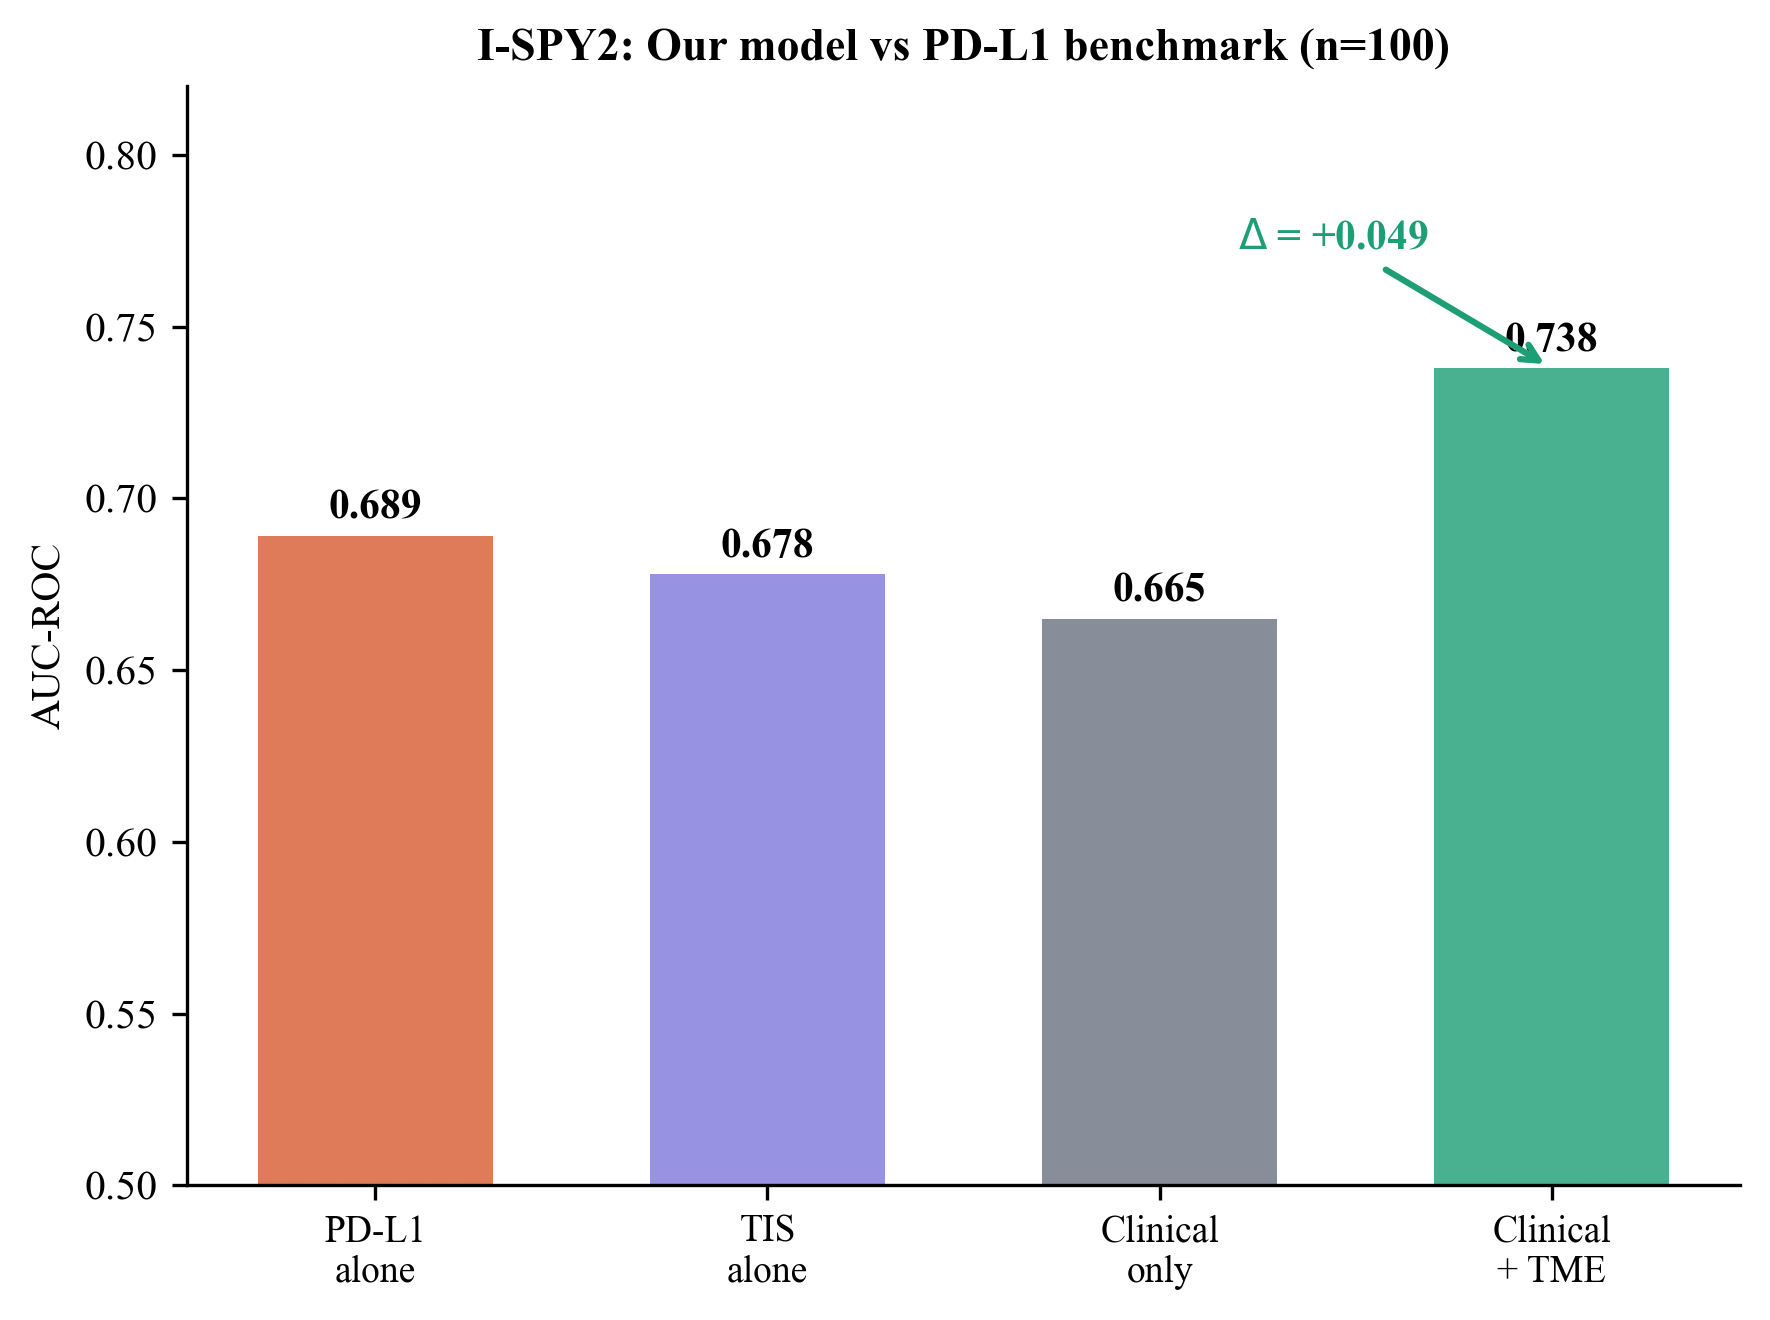 I-SPY2: Our model vs PD-L1 benchmark (n=100)
AUC-ROC
0.80
0.75
0.70
0.65
0.60
0.55
0.50
Δ = +0.049
0.689
0.678
0.665
0.738
PD-L1
alone
TIS
alone
Clinical
only
Clinical
+ TME